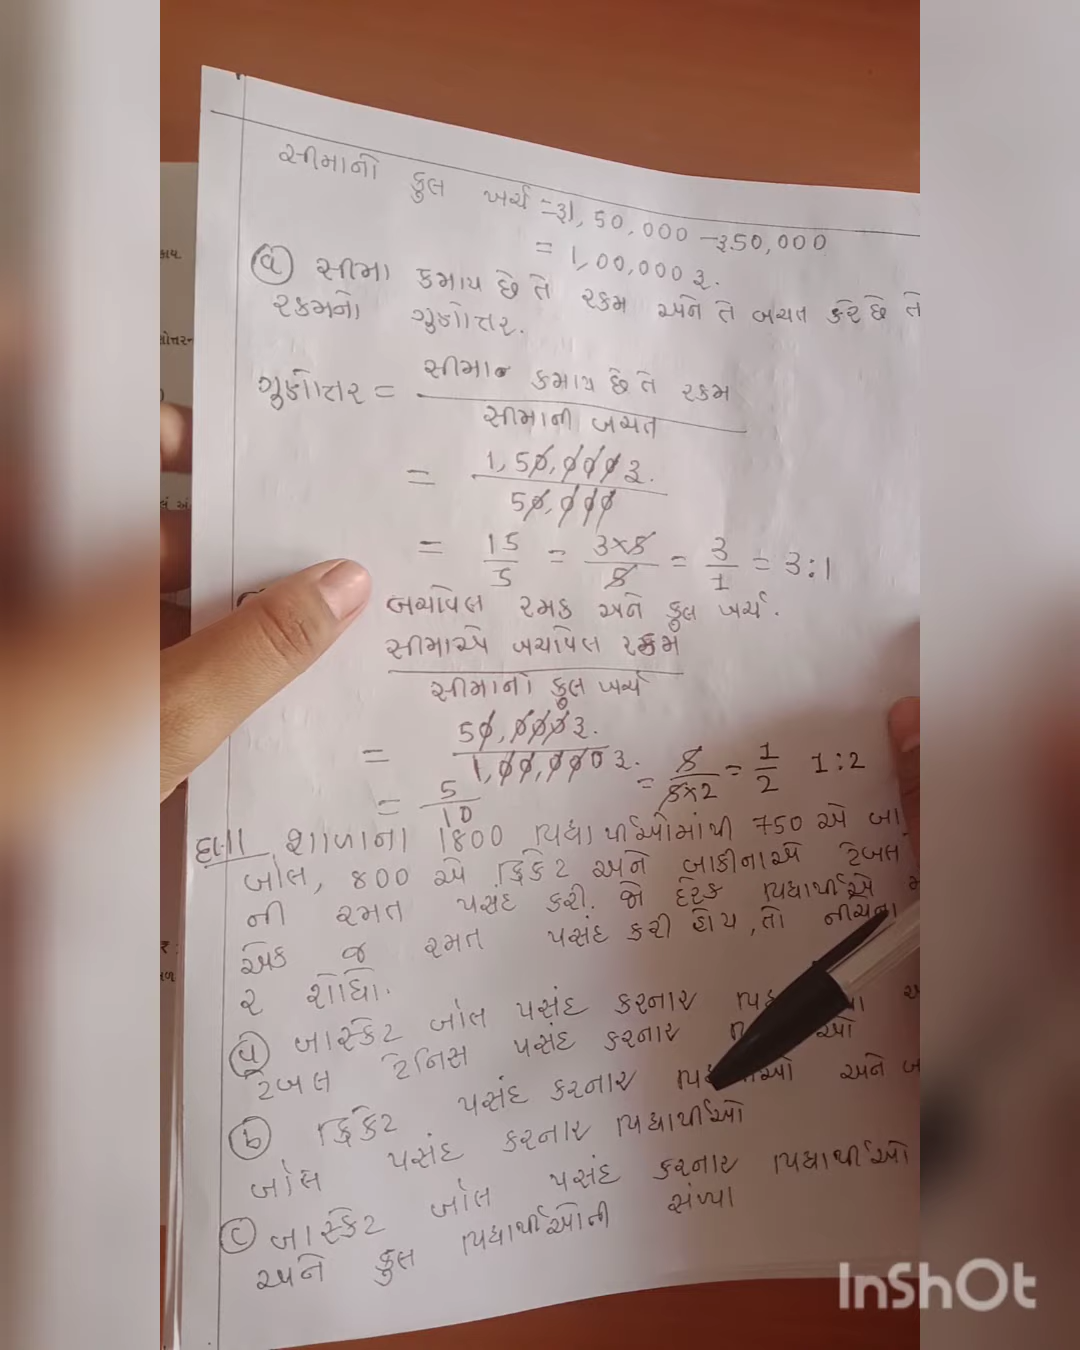 સીમાનો કુલ ખર્ચ = રૂ1,50,000 - રૂ.50,000
= 1,00,000 રૂ.
(a) સીમા કમાય છે તે રકમ અને તે બચત કરે છે તે
રકમનો ગુણોત્તર.
ગુણોત્તર = સીમા કમાય છે તે રકમ
સીમાની બચત
= 1,50,000 રૂ.
50,000
= 15/5 = 3×5/5 = 3/1 = 3:1
બચાવેલ રમક અને કુલ ખર્ચ.
સીમાએ બચાવેલ રકમ
સીમાનો કુલ ખર્ચ
= 50,000 રૂ.
1,00,000 રૂ.
= 5/10 = 5/5×2 = 1/2 1:2
દા.11 શાળાના 1800 વિદ્યાર્થીઓમાંથી 750 એ બા
બોલ, 800 એ ક્રિકેટ અને બાકીનાએ ટેબલ
ની રમત પસંદ કરી. જો દરેક વિદ્યાર્થીએ
એક જ રમત પસંદ કરી હોય, તો નીચેના
ર શોધો.
(a) બાસ્કેટ બોલ પસંદ કરનાર
ટેબલ ટેનિસ પસંદ કરનાર
(b) ક્રિકેટ પસંદ કરનાર અને બ
બોલ પસંદ કરનાર વિદ્યાર્થીઓ
(c) બાસ્કેટ બોલ પસંદ કરનાર વિદ્યાર્થીઓ
અને કુલ વિદ્યાર્થીઓની સંખ્યા
InShOt